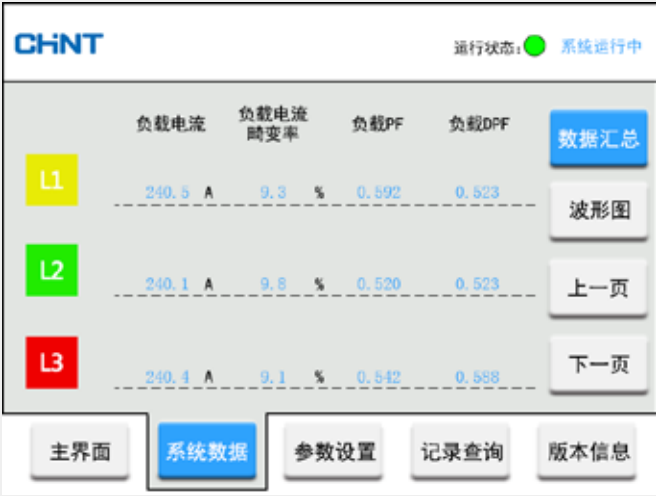 CHiNT
运行状态: 系统运行中
负载电流 负载电流畸变率 负载PF 负载DPF
数据汇总
L1 240.5 A 9.3 % 0.592 0.523
波形图
L2 240.1 A 9.8 % 0.520 0.523
上一页
L3 240.4 A 9.1 % 0.542 0.588
下一页
主界面 系统数据 参数设置 记录查询 版本信息